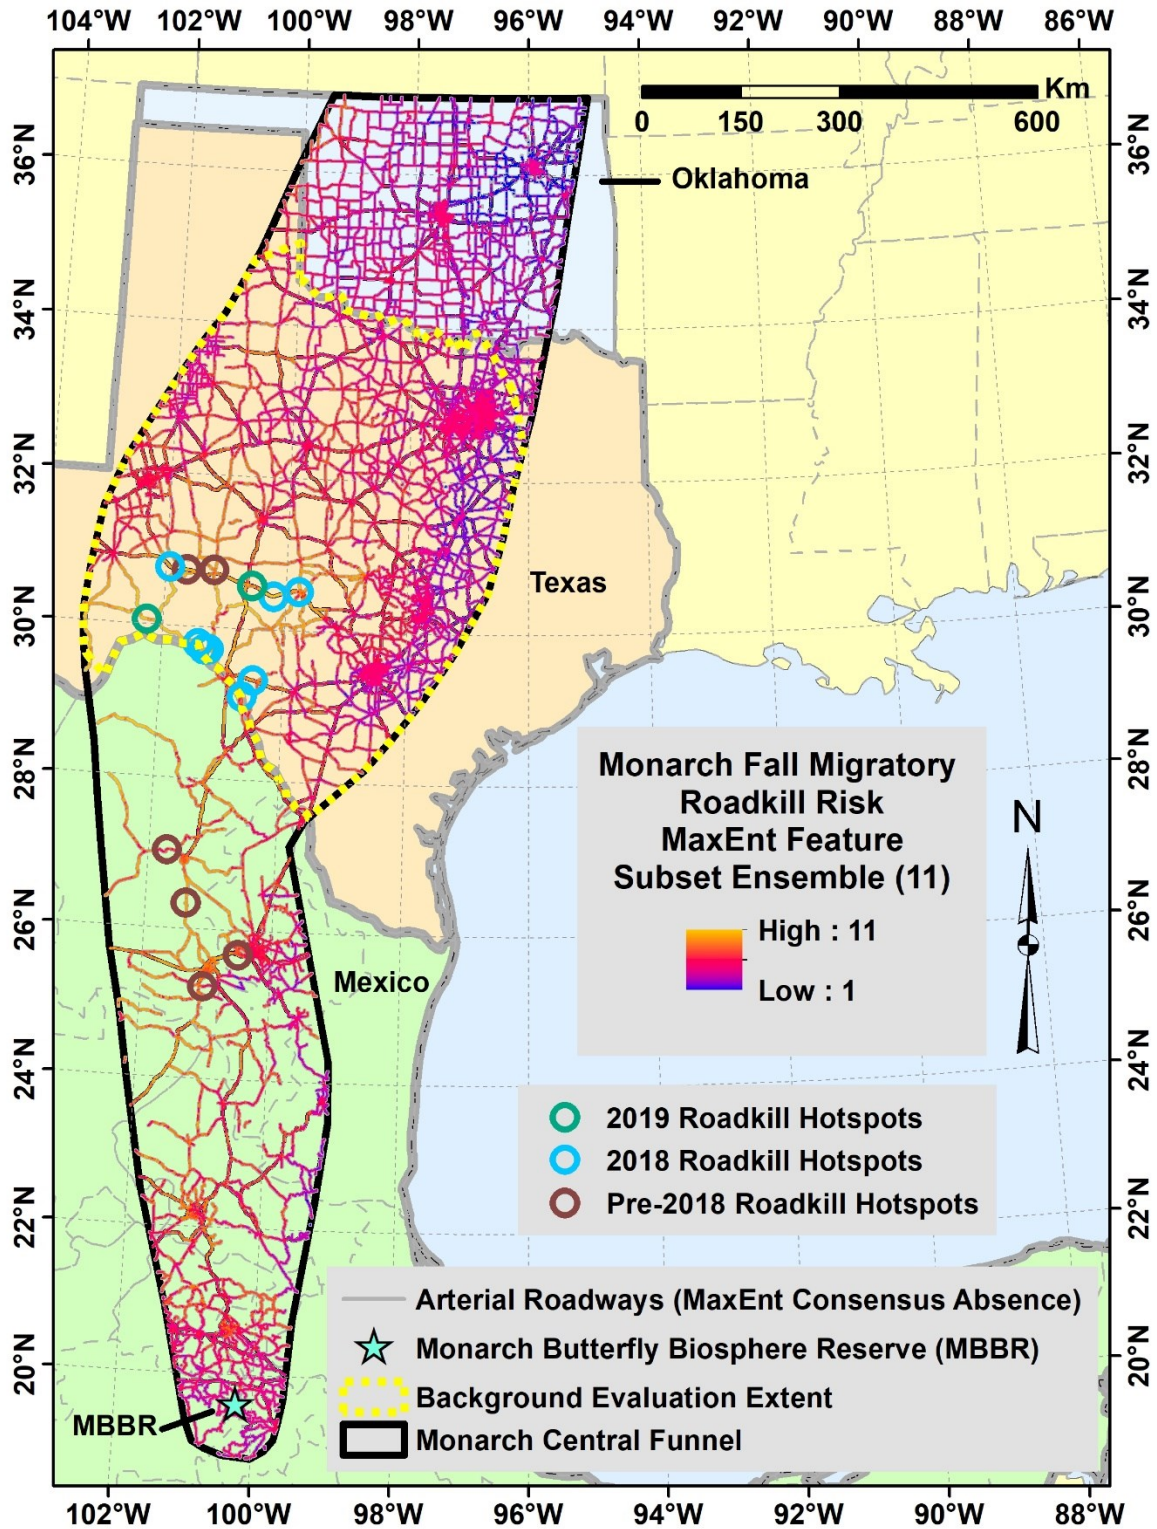 104°W 102°W 100°W 98°W 96°W 94°W 92°W 90°W 88°W 86°W
Km
0 150 300 600
36°N 36°N
Oklahoma
34°N 34°N
32°N 32°N
Texas
30°N 30°N
28°N 28°N
Monarch Fall Migratory
Roadkill Risk
MaxEnt Feature
Subset Ensemble (11)
High : 11
Low : 1
N
26°N 26°N
Mexico
24°N 24°N
2019 Roadkill Hotspots
2018 Roadkill Hotspots
Pre-2018 Roadkill Hotspots
22°N 22°N
Arterial Roadways (MaxEnt Consensus Absence)
Monarch Butterfly Biosphere Reserve (MBBR)
Background Evaluation Extent
Monarch Central Funnel
20°N 20°N
MBBR
102°W 100°W 98°W 96°W 94°W 92°W 90°W 88°W